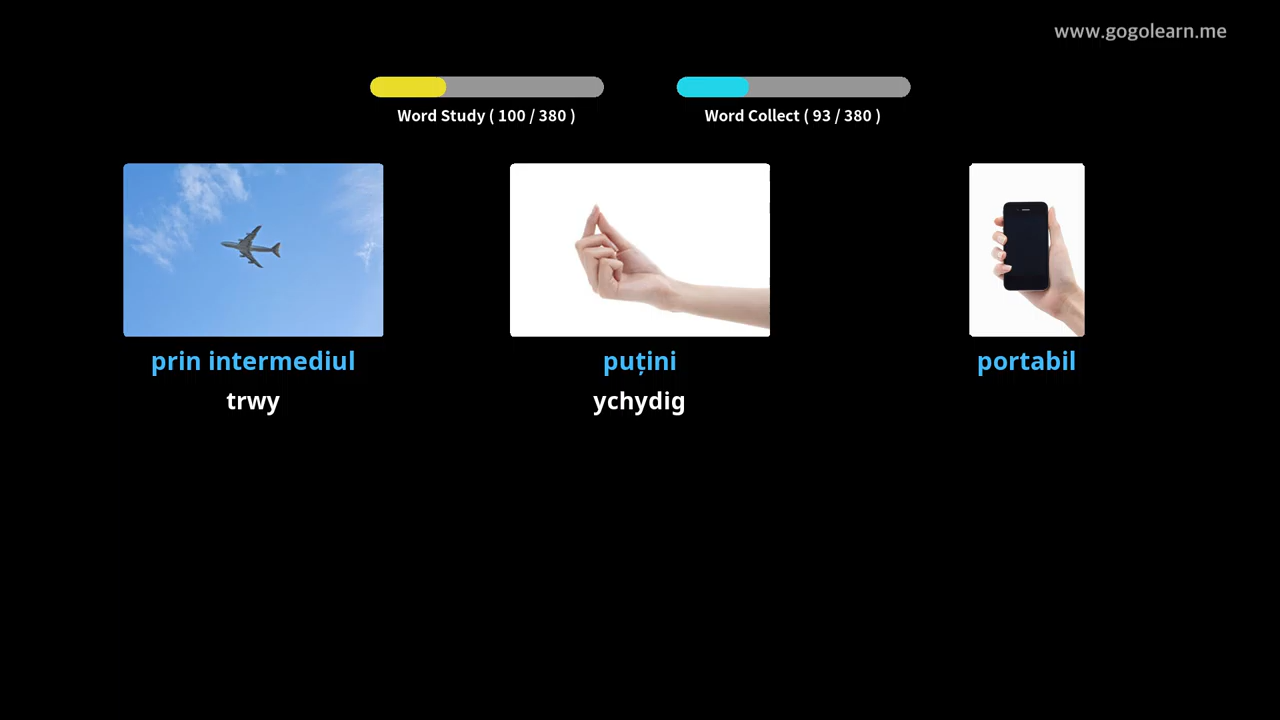 www.gogolearn.me
Word Study ( 100 / 380 )
Word Collect ( 93 / 380 )
prin intermediul
puțini
portabil
trwy
ychydig